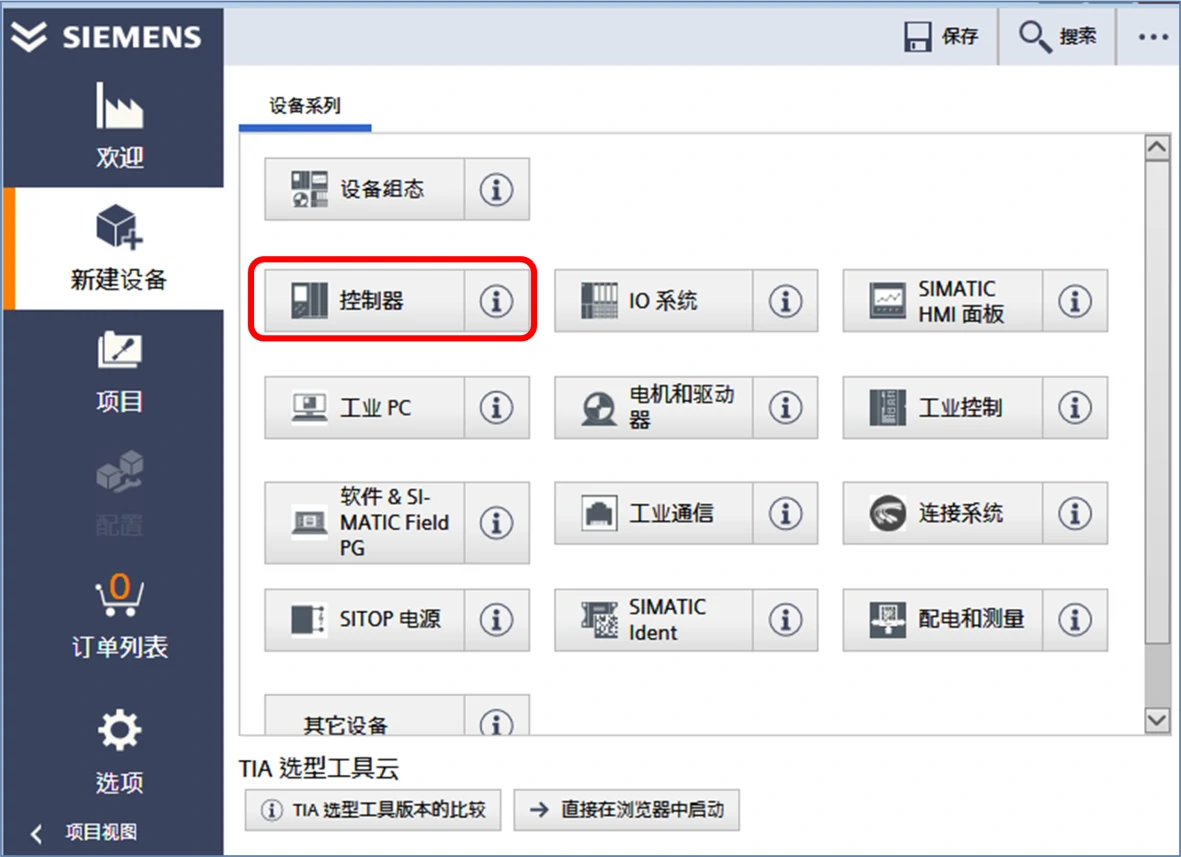 SIEMENS
保存
搜索
欢迎
新建设备
项目
配置
0
订单列表
选项
项目视图
设备系列
设备组态
控制器
IO 系统
SIMATIC
HMI 面板
工业 PC
电机和驱动
器
工业控制
软件 & SI-
MATIC Field
PG
工业通信
连接系统
SITOP 电源
SIMATIC
Ident
配电和测量
其它设备
TIA 选型工具云
TIA 选型工具版本的比较
直接在浏览器中启动